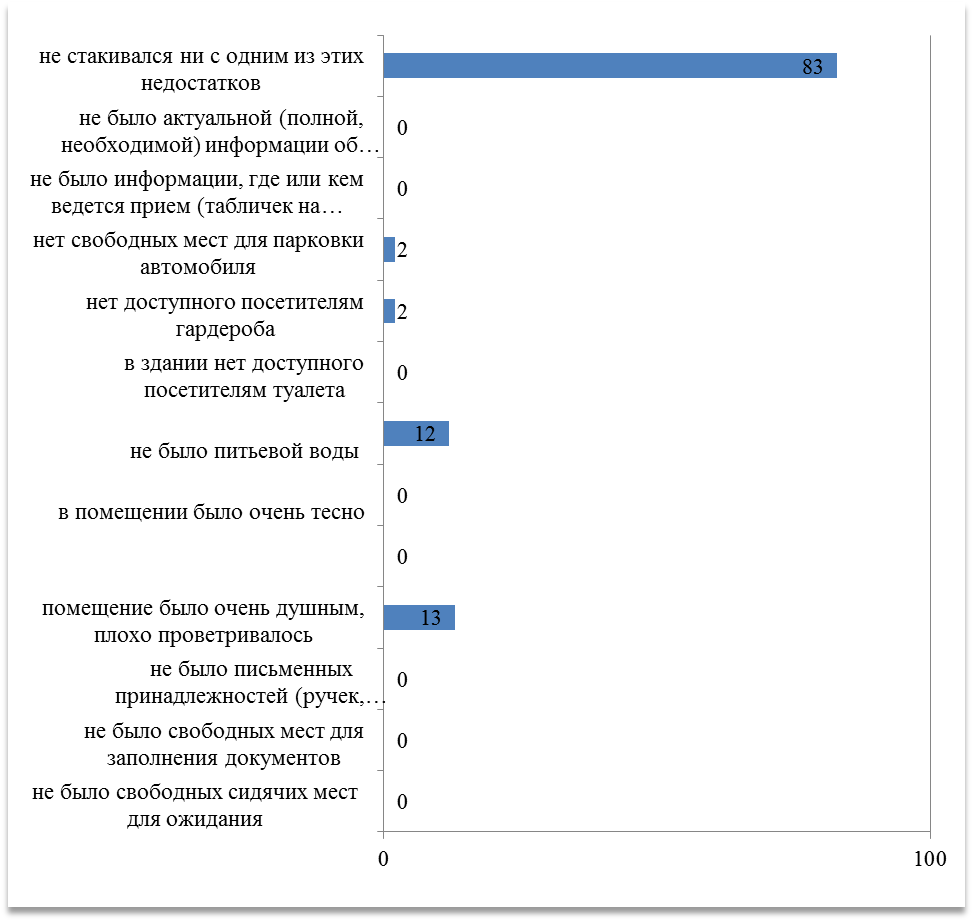 не стакивался ни с одним из этих
недостатков
83
не было актуальной (полной,
необходимой) информации об…
0
не было информации, где или кем
ведется прием (табличек на…
0
нет свободных мест для парковки
автомобиля
2
нет доступного посетителям
гардероба
2
в здании нет доступного
посетителям туалета
0
не было питьевой воды
12
в помещении было очень тесно
0
0
помещение было очень душным,
плохо проветривалось
13
не было письменных
принадлежностей (ручек,…
0
не было свободных мест для
заполнения документов
0
не было свободных сидячих мест
для ожидания
0
0
100